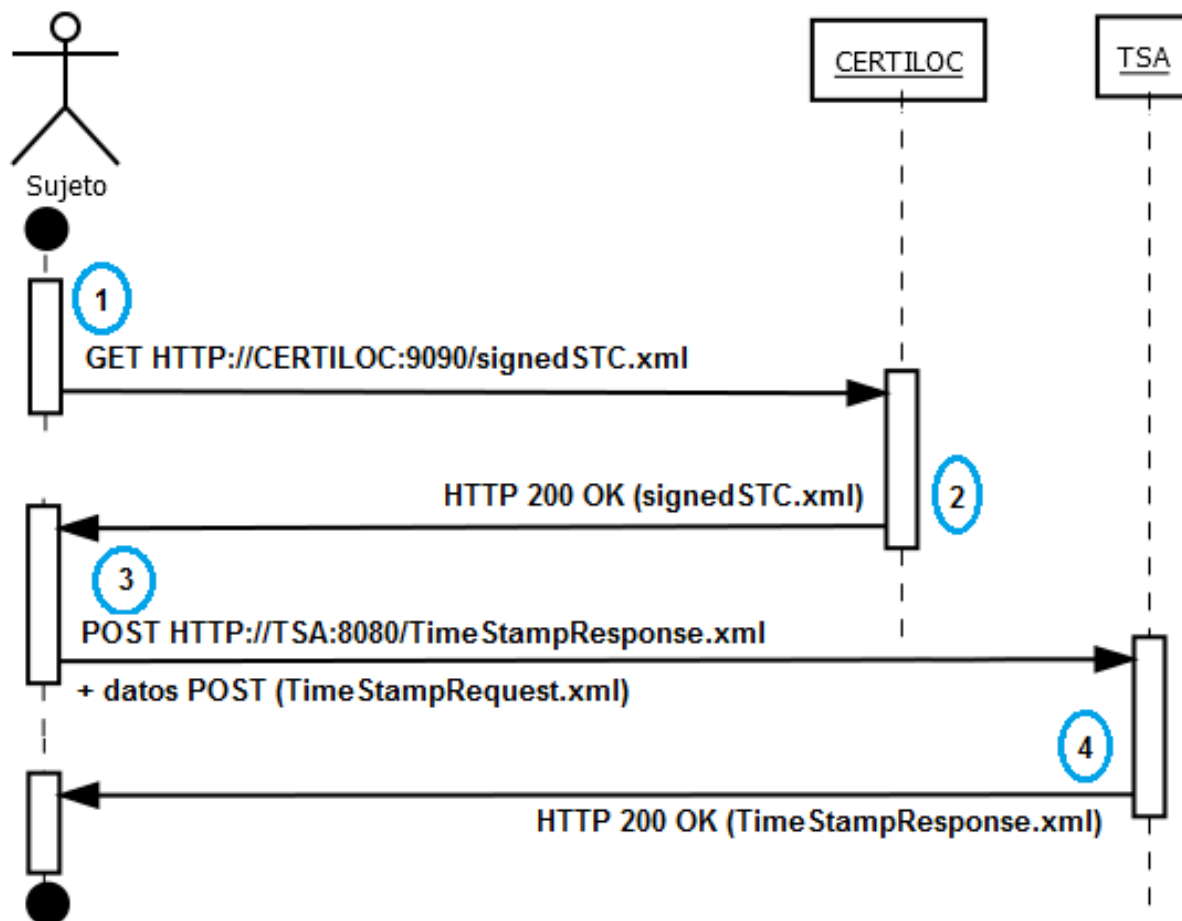 CERTILOC
TSA
Sujeto
1
GET HTTP://CERTILOC:9090/signedSTC.xml
HTTP 200 OK (signedSTC.xml)
2
3
POST HTTP://TSA:8080/TimeStampResponse.xml
+ datos POST (TimeStampRequest.xml)
4
HTTP 200 OK (TimeStampResponse.xml)